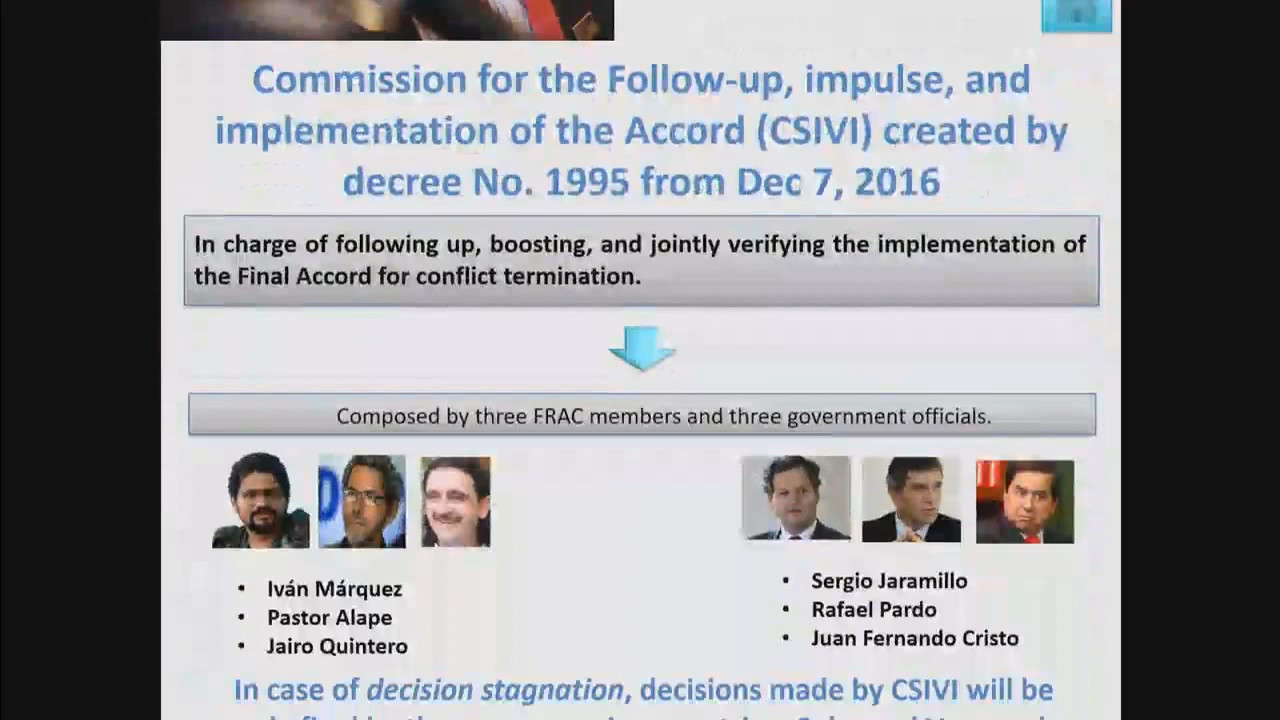 Commission for the Follow-up, impulse, and
implementation of the Accord (CSIVI) created by
decree No. 1995 from Dec 7, 2016
In charge of following up, boosting, and jointly verifying the implementation of
the Final Accord for conflict termination.
Composed by three FRAC members and three government officials.
• Iván Márquez
• Pastor Alape
• Jairo Quintero
• Sergio Jaramillo
• Rafael Pardo
• Juan Fernando Cristo
In case of decision stagnation, decisions made by CSIVI will be